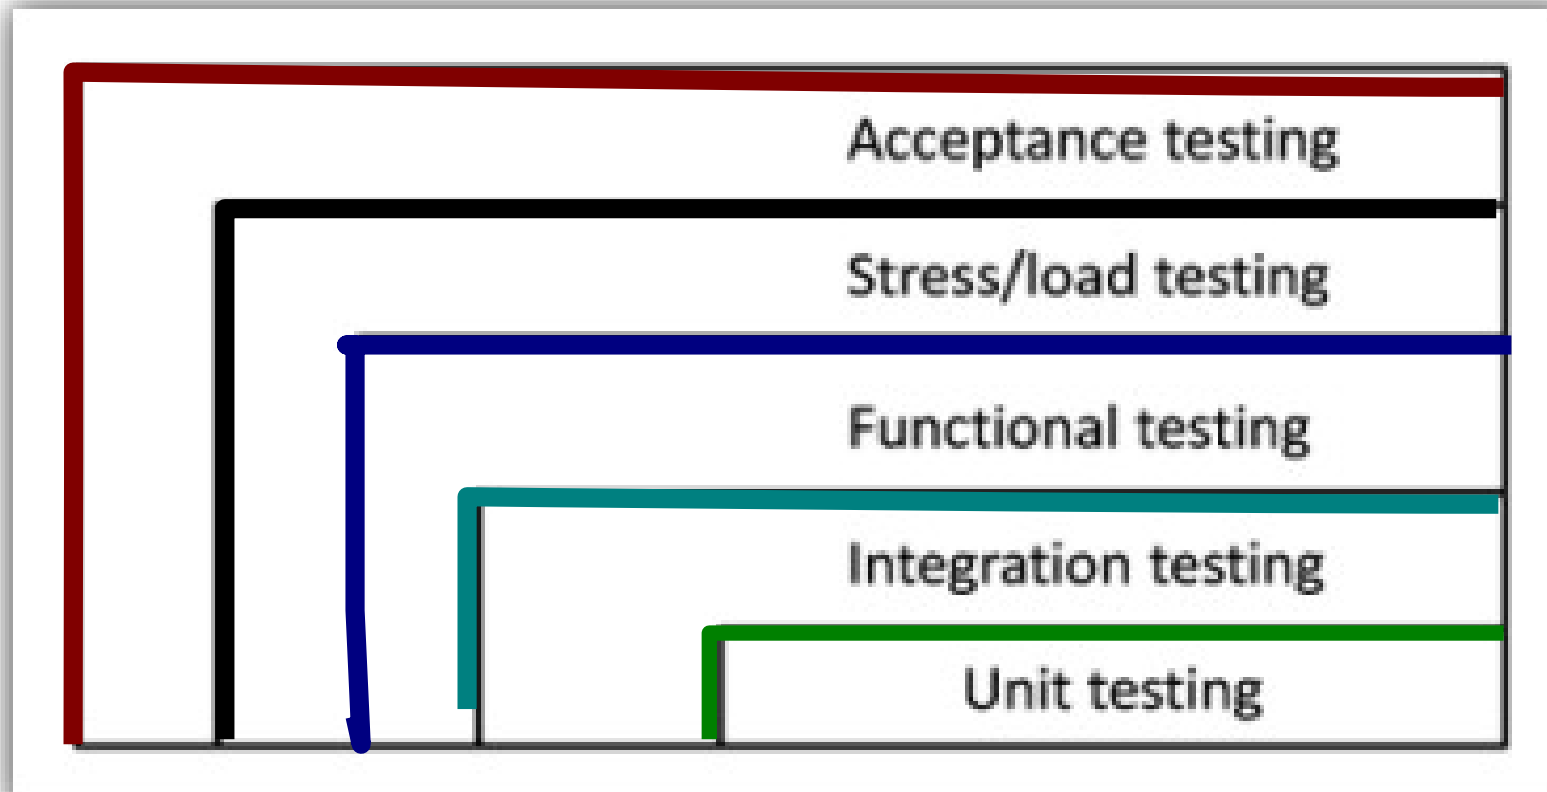 Acceptance testing
Stress/load testing
Functional testing
Integration testing
Unit testing